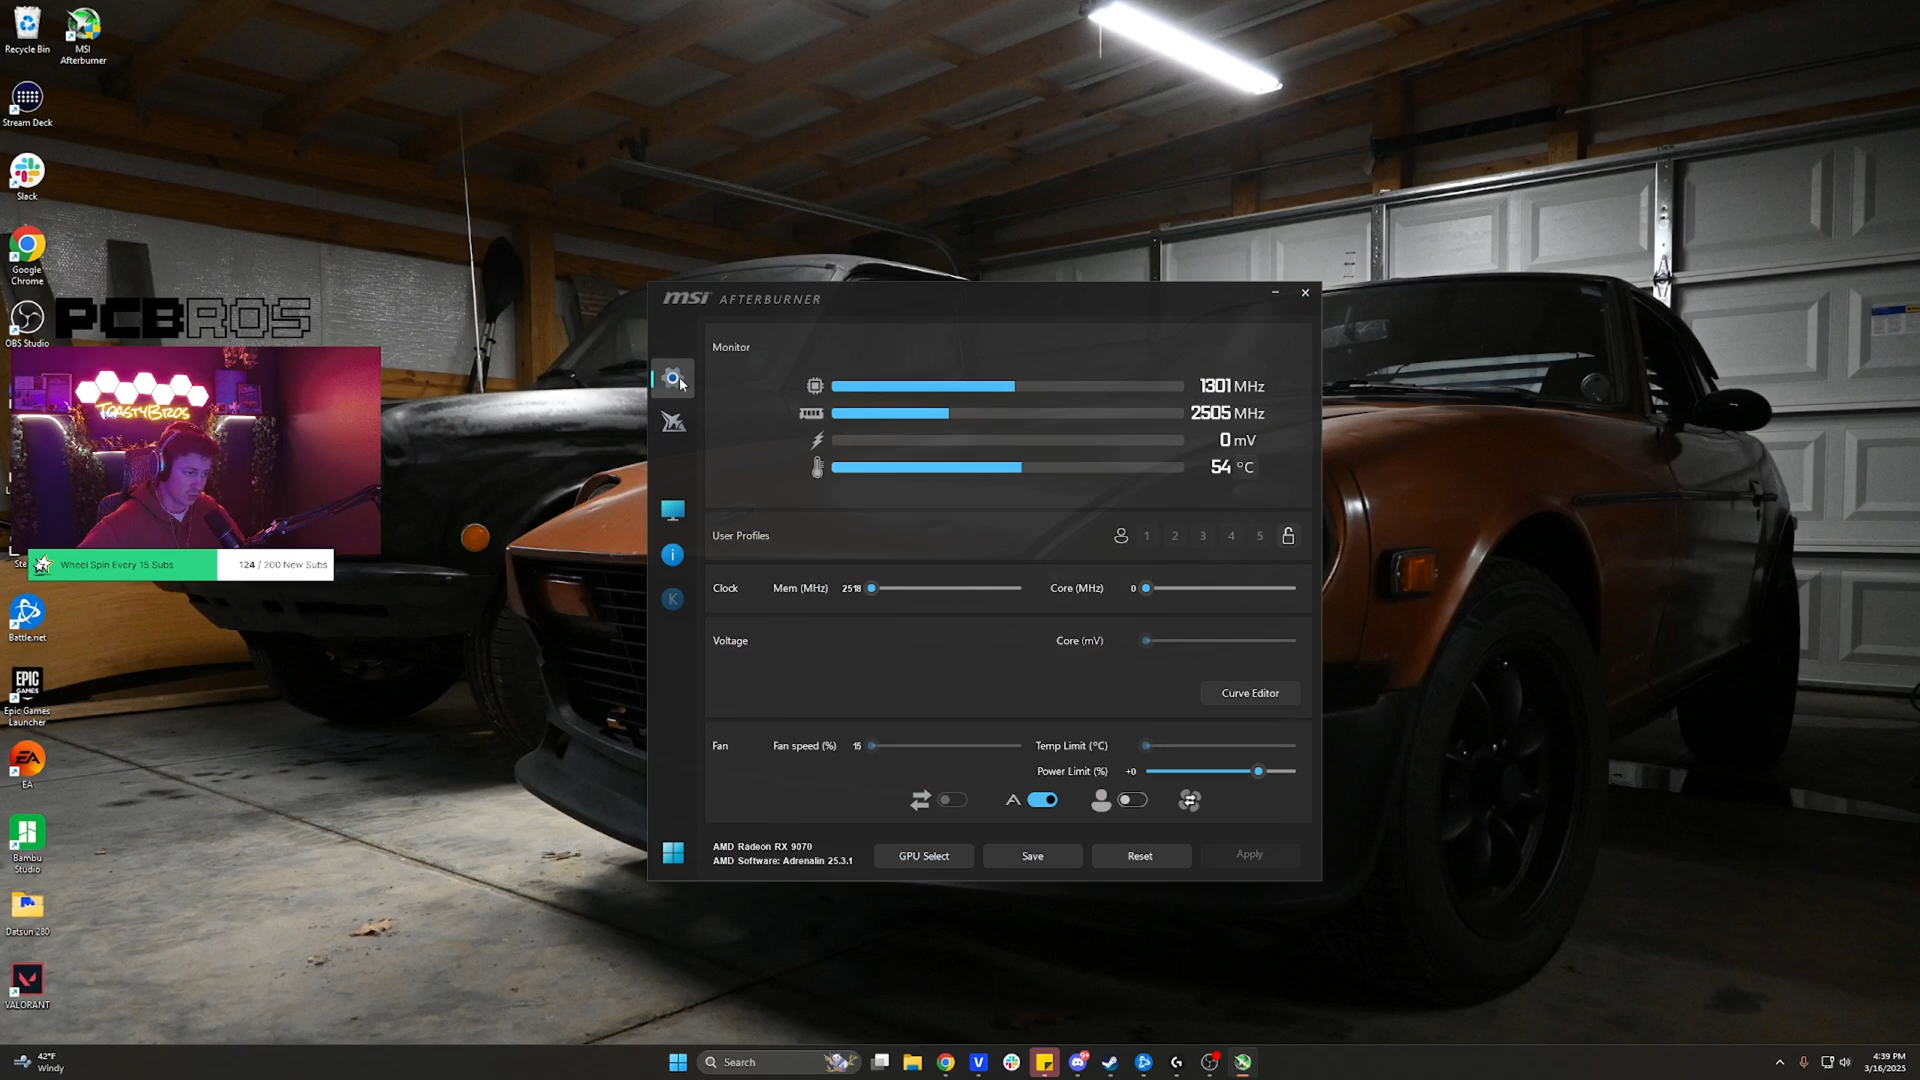 Recycle Bin
MSI
Afterburner
Stream Deck
Slack
Google
Chrome
PCBROS
OBS Studio
TOASTYBROS
Wheel Spin Every 15 Subs
124 / 200 New Subs
Battle.net
EPIC
GAMES
Epic Games
Launcher
EA
EA
Bambu
Studio
Datsun 280
VALORANT
msi AFTERBURNER
Monitor
1301 MHz
2505 MHz
0 mV
54 °C
User Profiles
1 2 3 4 5
i
K
Clock Mem (MHz) 2518 Core (MHz) 0
Voltage Core (mV)
Curve Editor
Fan Fan speed (%) 15 Temp Limit (°C)
Power Limit (%) +0
A
AMD Radeon RX 9070
AMD Software: Adrenalin 25.3.1
GPU Select Save Reset Apply
42°F
Windy
Search
V
4:39 PM
3/16/2025